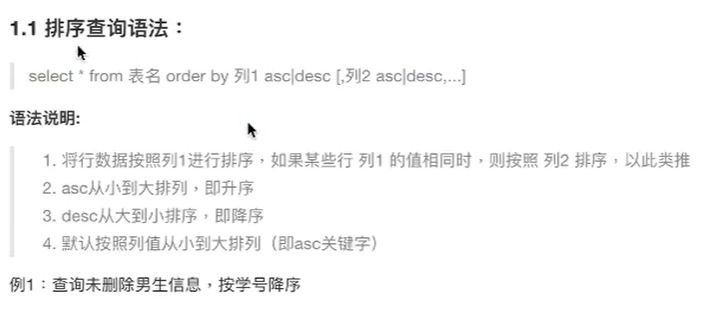 1.1 排序查询语法：
select * from 表名 order by 列1 asc|desc [,列2 asc|desc,...]
语法说明:
1. 将行数据按照列1进行排序，如果某些行 列1 的值相同时，则按照 列2 排序，以此类推
2. asc从小到大排列，即升序
3. desc从大到小排序，即降序
4. 默认按照列值从小到大排列（即asc关键字）
例1：查询未删除男生信息，按学号降序